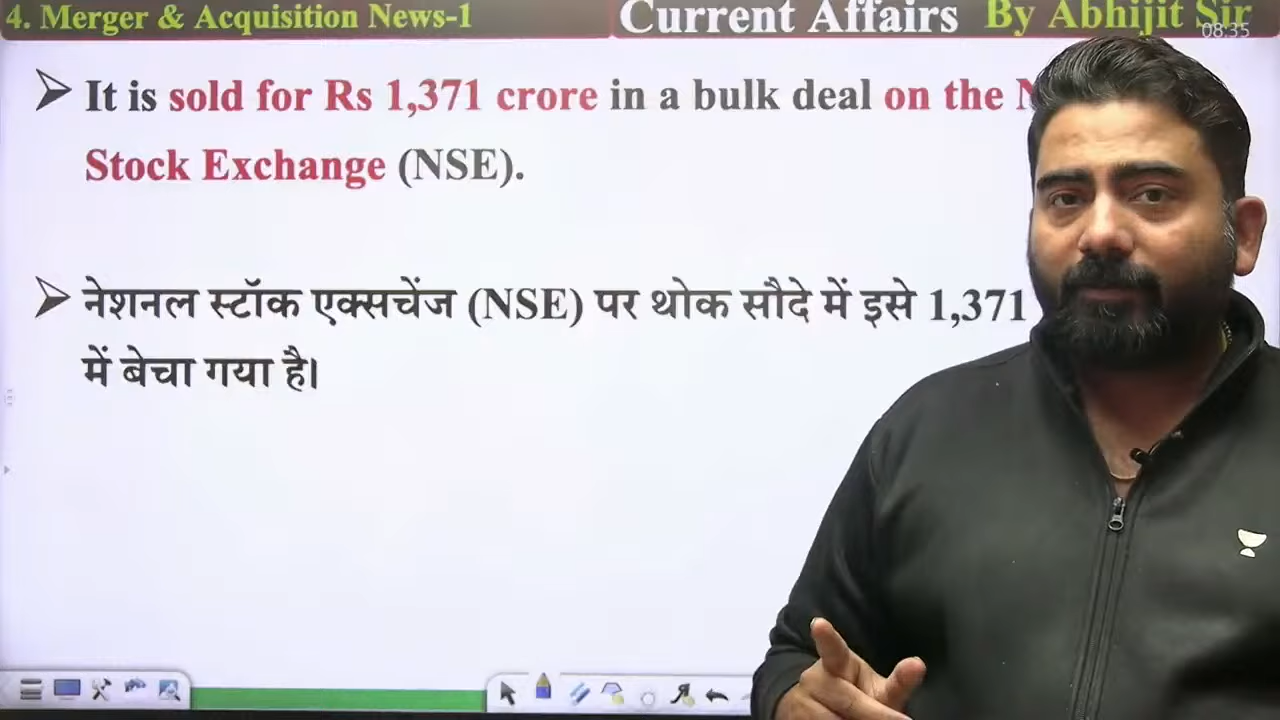 4. Merger & Acquisition News-1
Current Affairs By Abhijit Sir
08:35
➢ It is sold for Rs 1,371 crore in a bulk deal on the
Stock Exchange (NSE).
➢ नेशनल स्टॉक एक्सचेंज (NSE) पर थोक सौदे में इसे 1,371
में बेचा गया है।